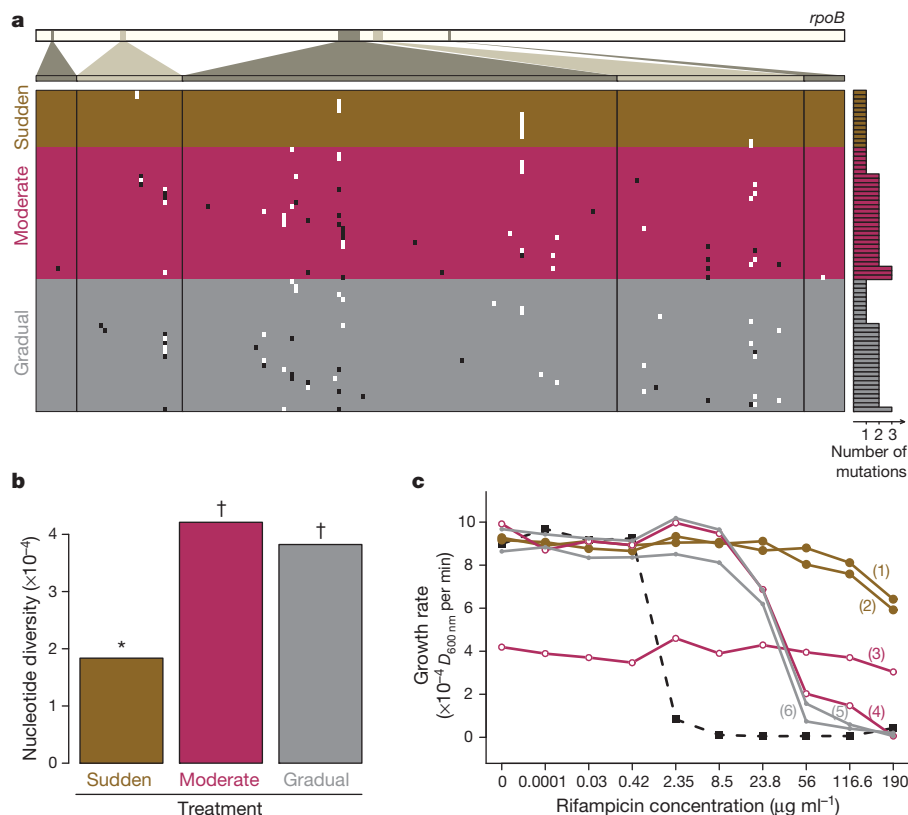 a
rpoB
Sudden
Moderate
Gradual
1 2 3
Number of
mutations
b
Nucleotide diversity (×10⁻⁴)
4
2
0
*
†
†
Sudden Moderate Gradual
Treatment
c
Growth rate
(×10⁻⁴ D₆₀₀ nm per min)
10
8
6
4
2
0
(1)
(2)
(3)
(4)
(5)
(6)
0 0.0001 0.03 0.42 2.35 8.5 23.8 56 116.6 190
Rifampicin concentration (μg ml⁻¹)